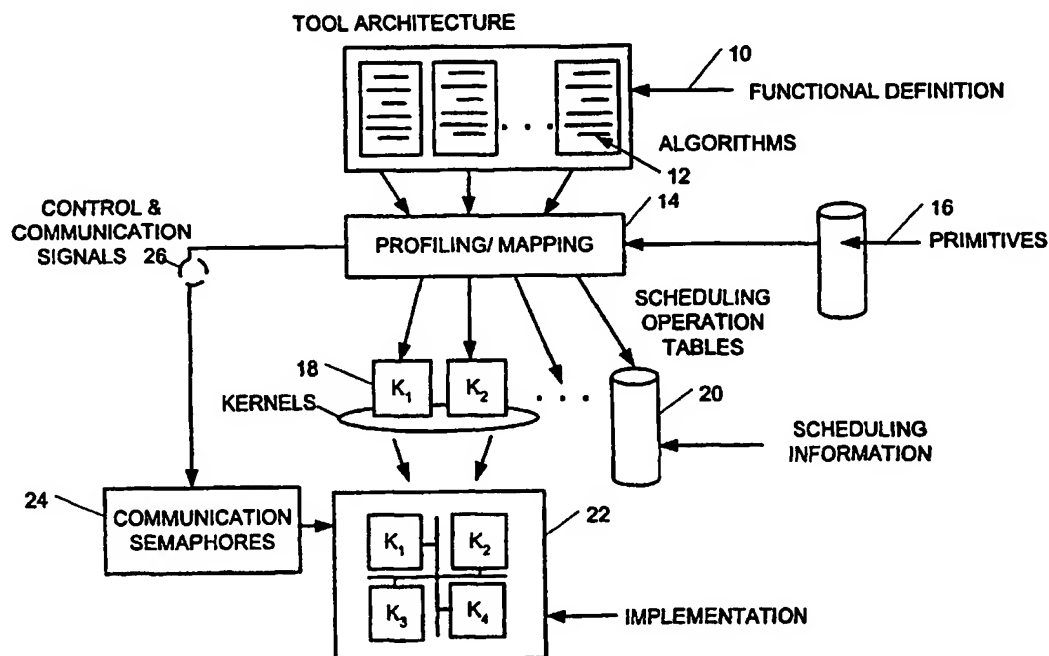 TOOL ARCHITECTURE
10
FUNCTIONAL DEFINITION
ALGORITHMS
12
14
CONTROL &
COMMUNICATION
SIGNALS 26
PROFILING/ MAPPING
16
PRIMITIVES
SCHEDULING
OPERATION
TABLES
18
K1
K2
. . .
20
KERNELS
SCHEDULING
INFORMATION
24
COMMUNICATION
SEMAPHORES
22
K1
K2
K3
K4
IMPLEMENTATION